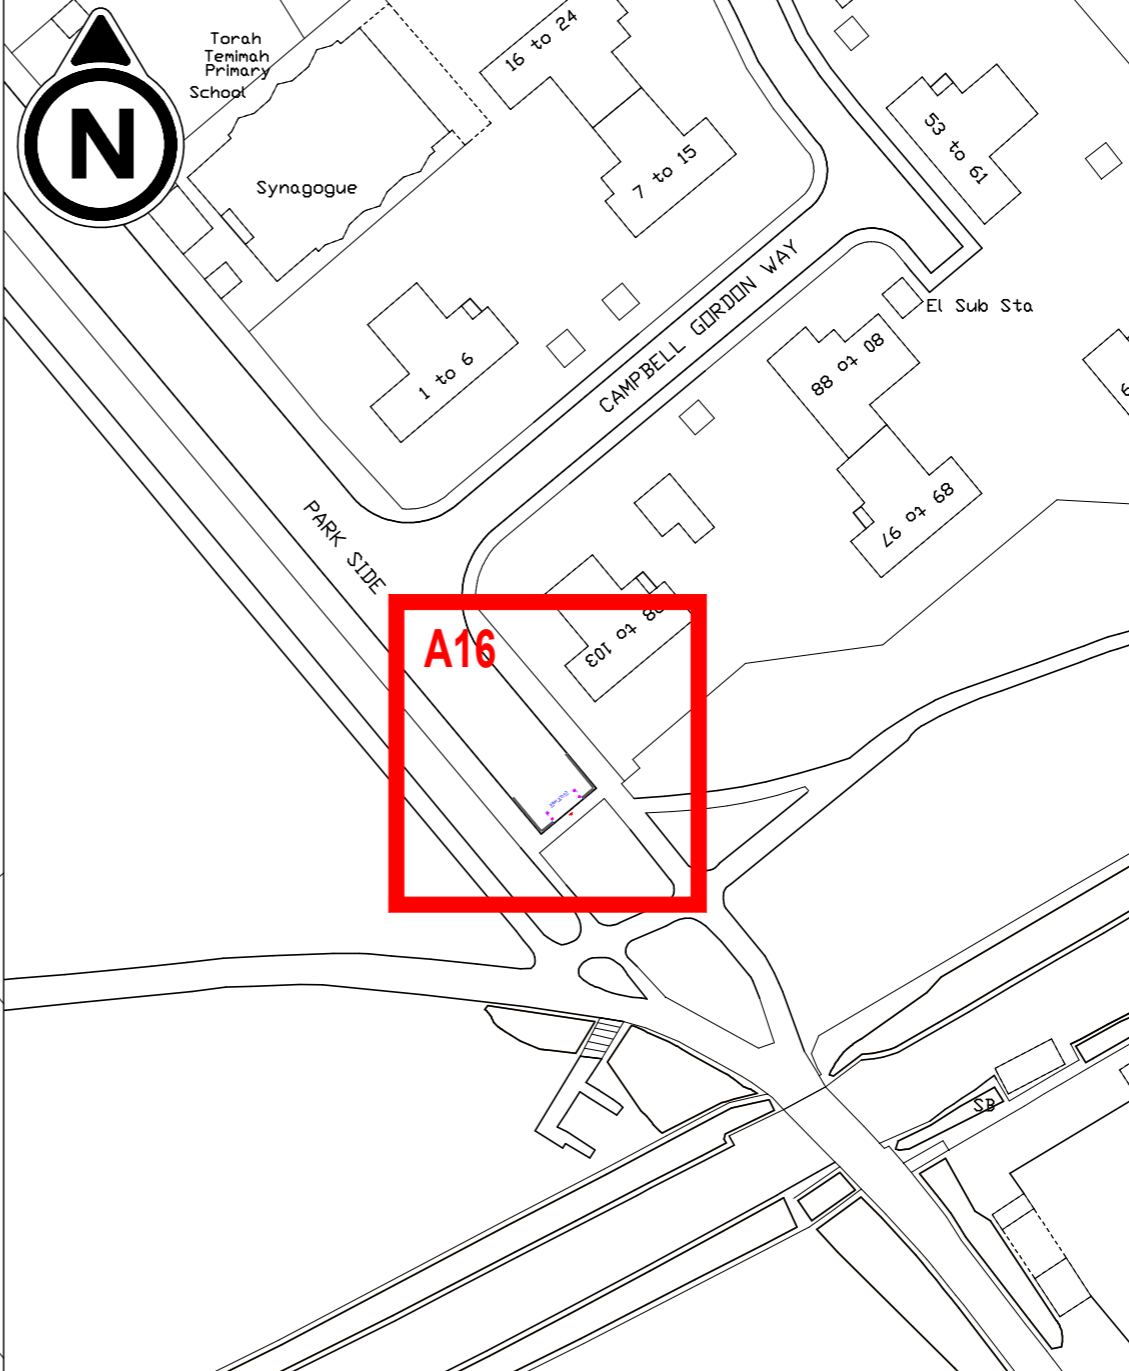 N
Torah
Temimah
Primary
School
16 to 24
53 to 61
7 to 15
Synagogue
CAMPBELL GORDON WAY
El Sub Sta
80 to 88
1 to 6
89 to 97
PARK SIDE
A16
98 to 103
SB